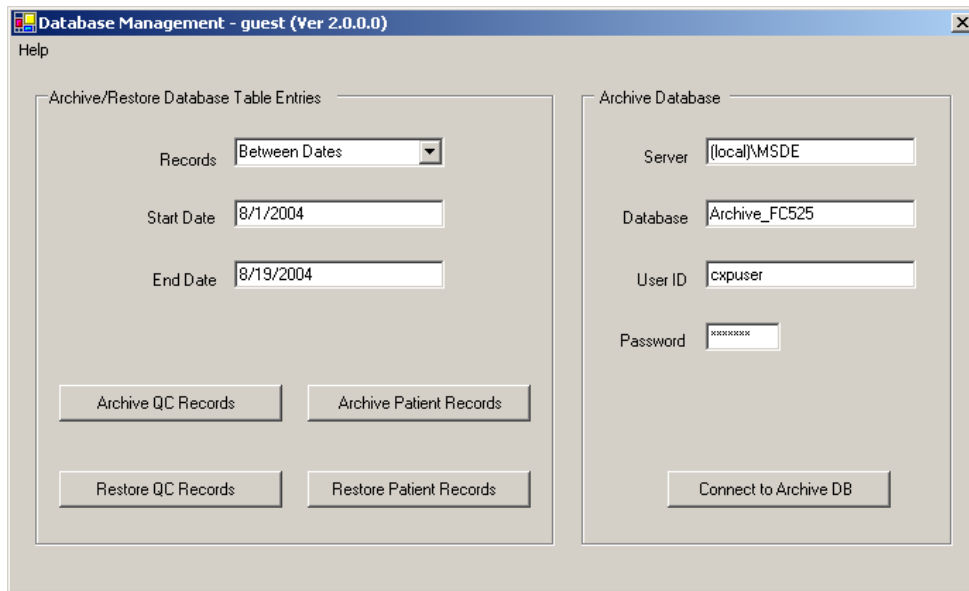 Database Management - guest (Ver 2.0.0.0)
Help
Archive/Restore Database Table Entries
Records Between Dates
Start Date 8/1/2004
End Date 8/19/2004
Archive QC Records Archive Patient Records
Restore QC Records Restore Patient Records
Archive Database
Server (local)\MSDE
Database Archive_FC525
User ID cxpuser
Password *******
Connect to Archive DB